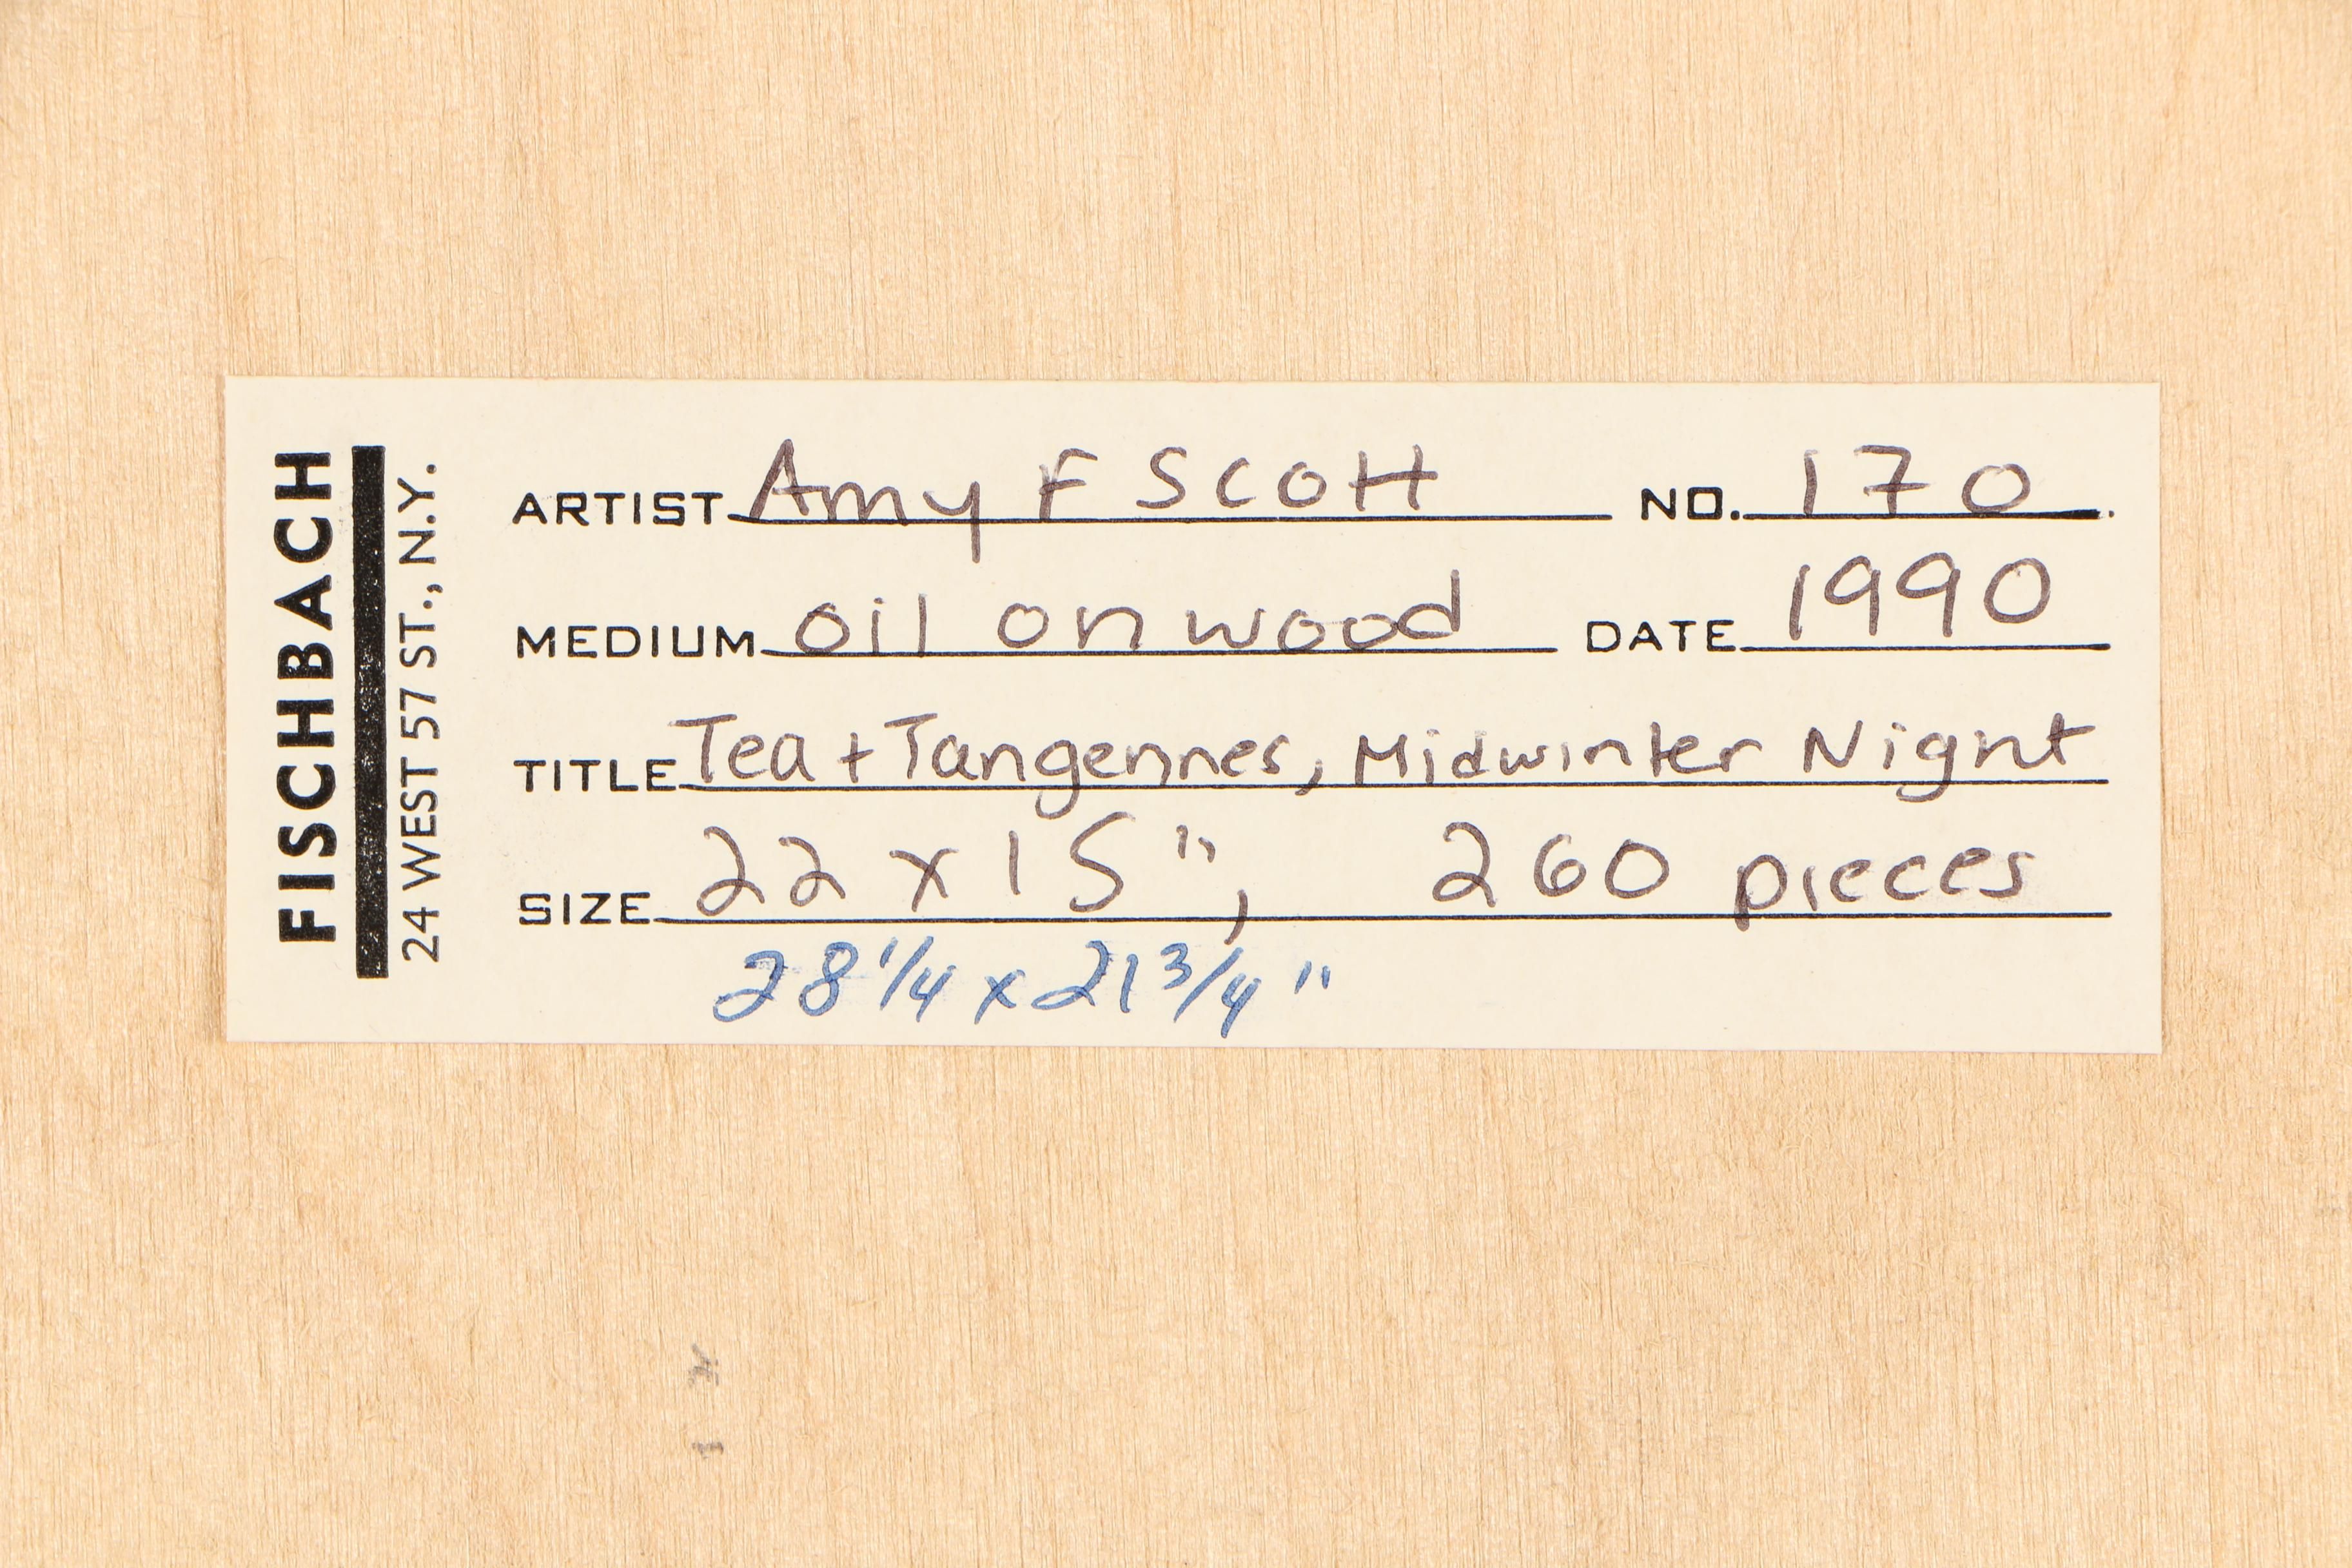 FISCHBACH
24 WEST 57 ST., N.Y.
ARTIST Amy F Scott NO. 170
MEDIUM oil on wood DATE 1990
TITLE Tea + Tangerines, Midwinter Night
SIZE 22 x 15", 260 pieces
28 1/4 x 21 3/4"